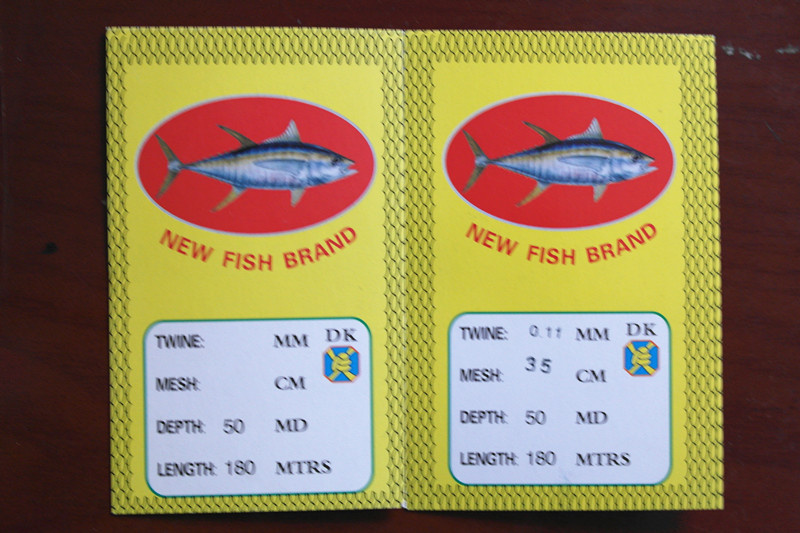 NEW FISH BRAND
TWINE: MM DK
MESH: CM
DEPTH: 50 MD
LENGTH: 180 MTRS
NEW FISH BRAND
TWINE: 0.11 MM DK
MESH: 35 CM
DEPTH: 50 MD
LENGTH: 180 MTRS